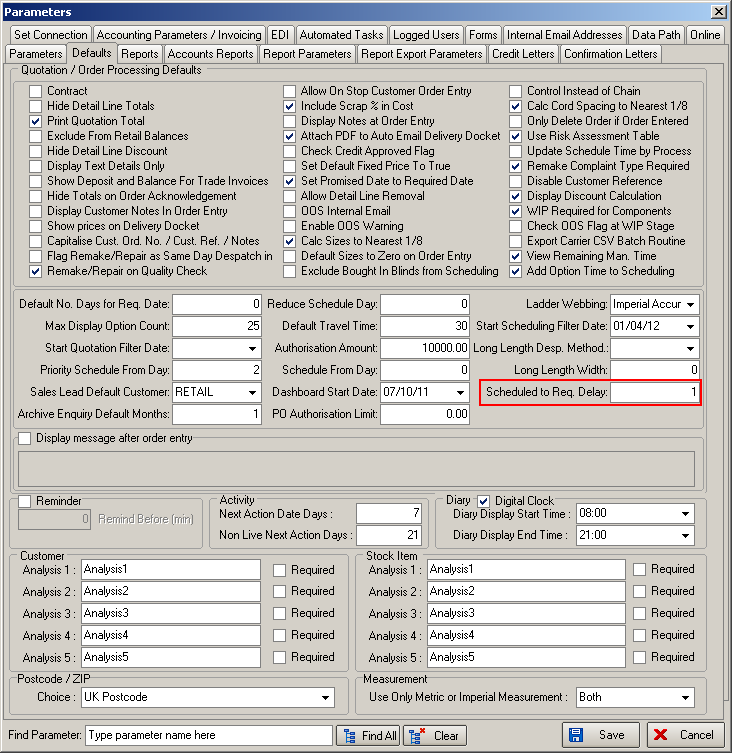 Parameters
Set Connection Accounting Parameters / Invoicing EDI Automated Tasks Logged Users Forms Internal Email Addresses Data Path Online
Parameters Defaults Reports Accounts Reports Report Parameters Report Export Parameters Credit Letters Confirmation Letters
Quotation / Order Processing Defaults
Contract Allow On Stop Customer Order Entry Control Instead of Chain
Hide Detail Line Totals Include Scrap % in Cost Calc Cord Spacing to Nearest 1/8
Print Quotation Total Display Notes at Order Entry Only Delete Order if Order Entered
Exclude From Retail Balances Attach PDF to Auto Email Delivery Docket Use Risk Assessment Table
Hide Detail Line Discount Check Credit Approved Flag Update Schedule Time by Process
Display Text Details Only Set Default Fixed Price To True Remake Complaint Type Required
Show Deposit and Balance For Trade Invoices Set Promised Date to Required Date Disable Customer Reference
Hide Totals on Order Acknowledgement Allow Detail Line Removal Display Discount Calculation
Display Customer Notes In Order Entry OOS Internal Email WIP Required for Components
Show prices on Delivery Docket Enable OOS Warning Check OOS Flag at WIP Stage
Capitalise Cust. Ord. No. / Cust. Ref. / Notes Calc Sizes to Nearest 1/8 Export Carrier CSV Batch Routine
Flag Remake/Repair as Same Day Despatch in Default Sizes to Zero on Order Entry View Remaining Man. Time
Remake/Repair on Quality Check Exclude Bought In Blinds from Scheduling Add Option Time to Scheduling
Default No. Days for Req. Date: 0 Reduce Schedule Day: 0 Ladder Webbing: Imperial Accur
Max Display Option Count: 25 Default Travel Time: 30 Start Scheduling Filter Date: 01/04/12
Start Quotation Filter Date: Authorisation Amount: 10000.00 Long Length Desp. Method.:
Priority Schedule From Day: 2 Schedule From Day: 0 Long Length Width: 0
Sales Lead Default Customer: RETAIL Dashboard Start Date: 07/10/11 Scheduled to Req. Delay: 1
Archive Enquiry Default Months: 1 PO Authorisation Limit: 0.00
Display message after order entry
Reminder Activity Diary Digital Clock
0 Remind Before (min) Next Action Date Days : 7 Diary Display Start Time : 08:00
Non Live Next Action Days : 21 Diary Display End Time : 21:00
Customer Stock Item
Analysis 1 : Analysis1 Required Analysis 1 : Analysis1 Required
Analysis 2 : Analysis2 Required Analysis 2 : Analysis2 Required
Analysis 3 : Analysis3 Required Analysis 3 : Analysis3 Required
Analysis 4 : Analysis4 Required Analysis 4 : Analysis4 Required
Analysis 5 : Analysis5 Required Analysis 5 : Analysis5 Required
Postcode / ZIP Measurement
Choice : UK Postcode Use Only Metric or Imperial Measurement : Both
Find Parameter: Type parameter name here Find All Clear Save Cancel